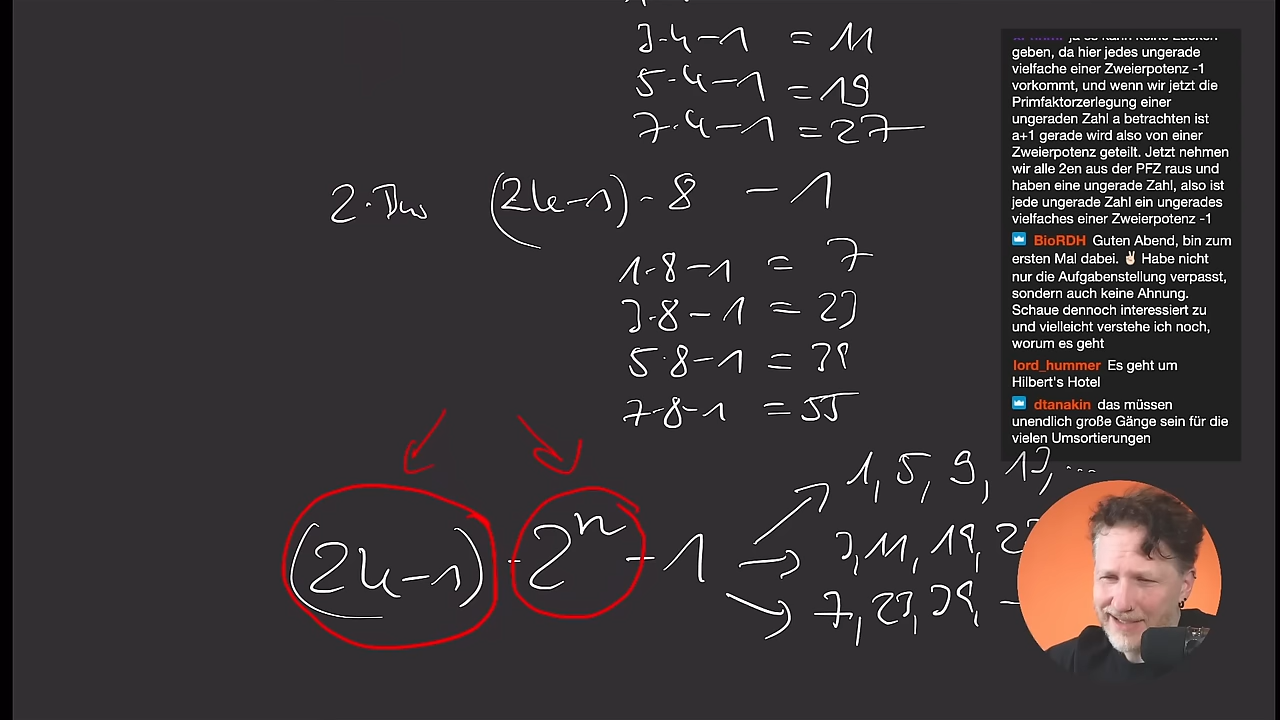 3·4-1 = 11
5·4-1 = 19
7·4-1 = 27
2. Bus (2k-1)·8 -1
1·8-1 = 7
3·8-1 = 23
5·8-1 = 39
7·8-1 = 55
(2k-1)·2ⁿ-1
1, 5, 9, 13, ...
3, 11, 19, 2
7, 23, 39, -
geben, da hier jedes ungerade
vielfache einer Zweierpotenz -1
vorkommt, und wenn wir jetzt die
Primfaktorzerlegung einer
ungeraden Zahl a betrachten ist
a+1 gerade wird also von einer
Zweierpotenz geteilt. Jetzt nehmen
wir alle 2en aus der PFZ raus und
haben eine ungerade Zahl, also ist
jede ungerade Zahl ein ungerades
vielfaches einer Zweierpotenz -1
BioRDH Guten Abend, bin zum
ersten Mal dabei. ✌🏻 Habe nicht
nur die Aufgabenstellung verpasst,
sondern auch keine Ahnung.
Schaue dennoch interessiert zu
und vielleicht verstehe ich noch,
worum es geht
lord_hummer Es geht um
Hilbert's Hotel
dtanakin das müssen
unendlich große Gänge sein für die
vielen Umsortierungen